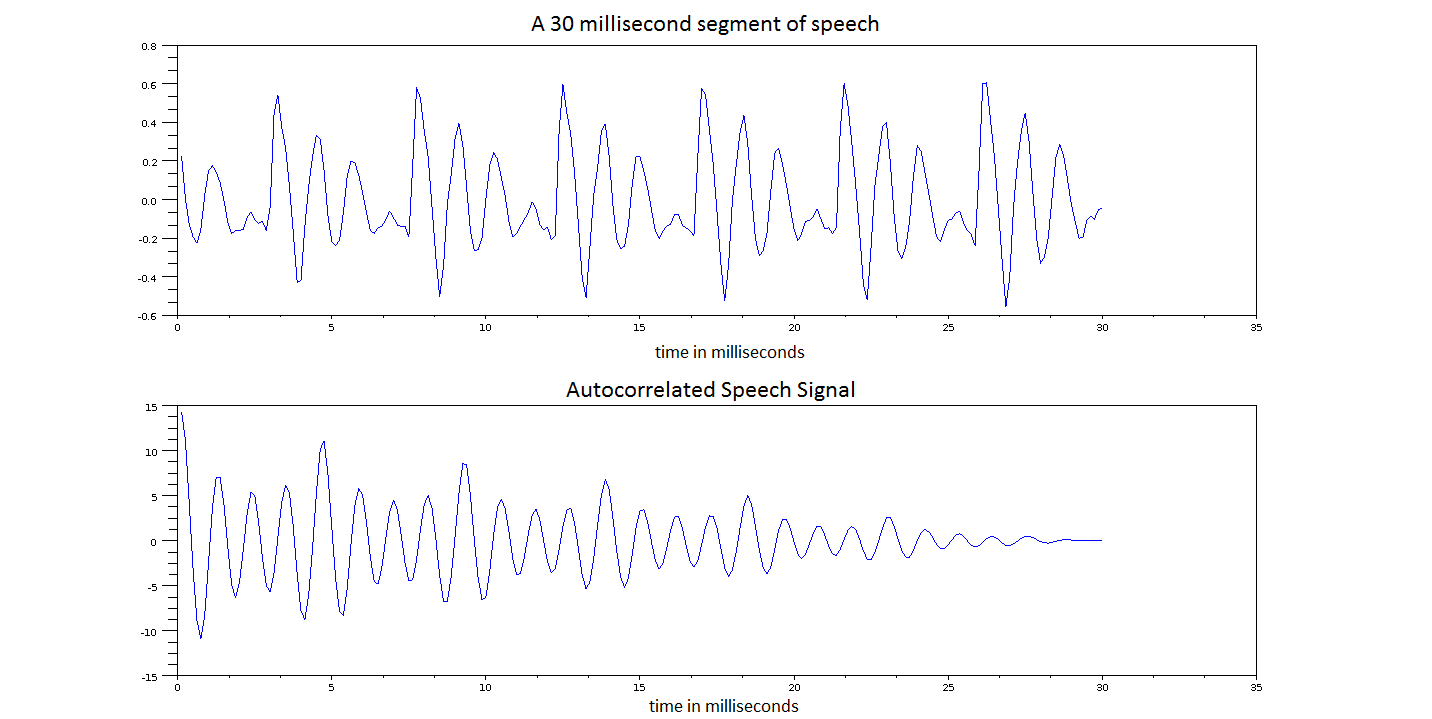 A 30 millisecond segment of speech
0.8
0.6
0.4
0.2
0.0
-0.2
-0.4
-0.6
0 5 10 15 20 25 30 35
time in milliseconds
Autocorrelated Speech Signal
15
10
5
0
-5
-10
-15
0 5 10 15 20 25 30 35
time in milliseconds